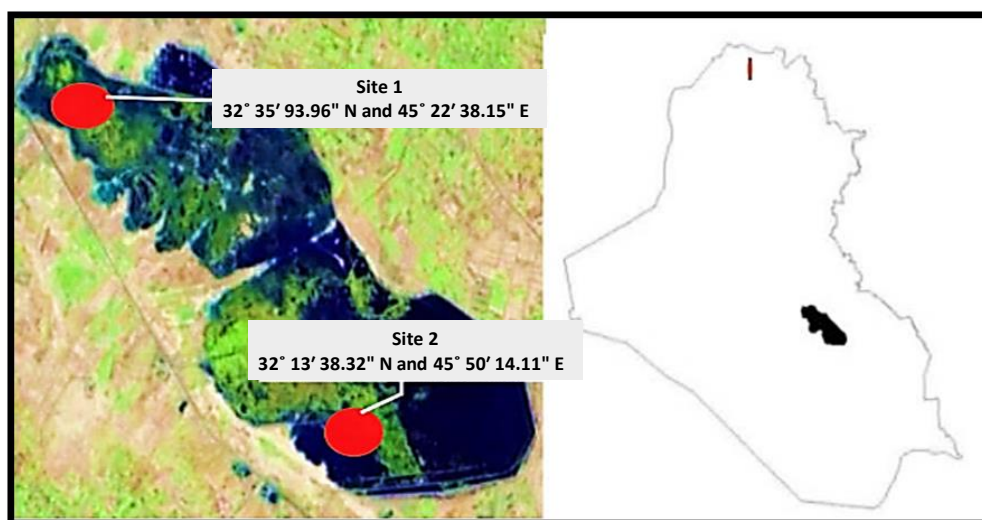 Site 1
32˚ 35′ 93.96" N and 45˚ 22′ 38.15" E
Site 2
32˚ 13′ 38.32" N and 45˚ 50′ 14.11" E